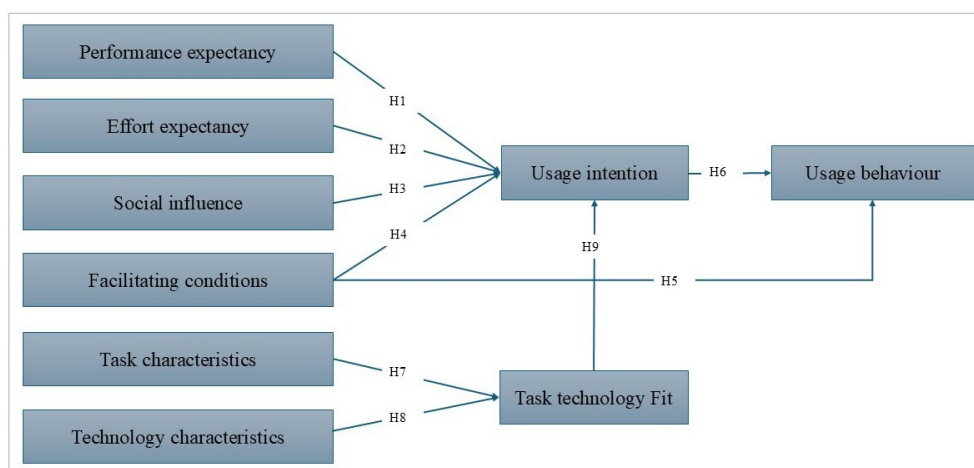 Performance expectancy
H1
Effort expectancy
H2
Usage intention
H6
Usage behaviour
Social influence
H3
H4
H9
Facilitating conditions
H5
Task characteristics
H7
Task technology Fit
H8
Technology characteristics